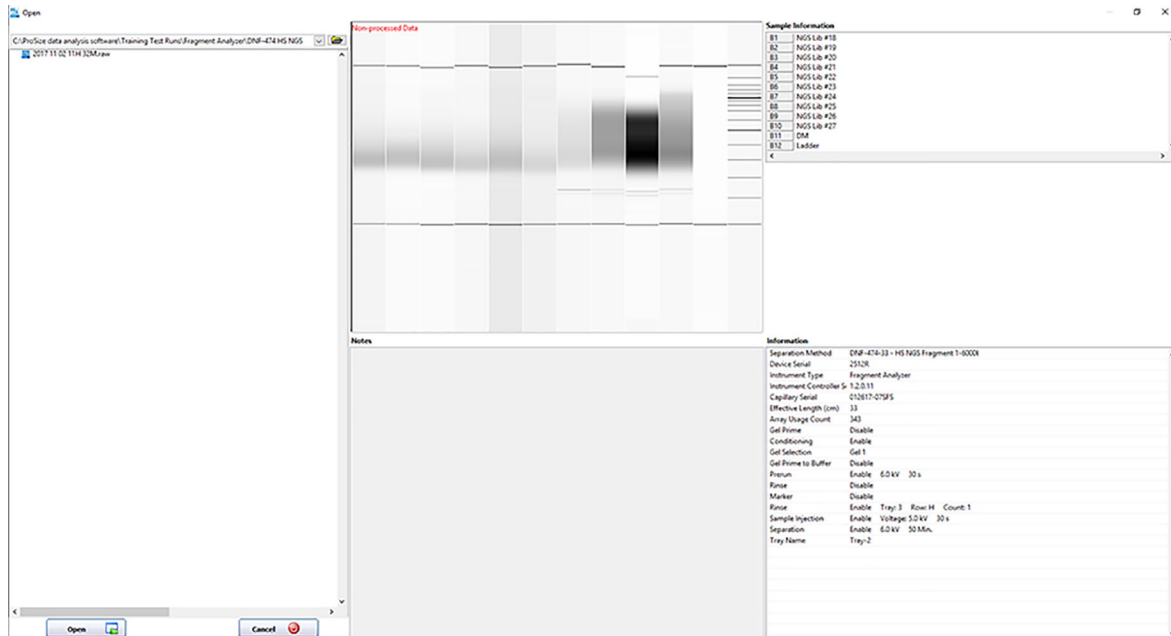 Open
C:\ProSize data analysis software\Training Test Runs\Fragment Analyzer\DNF-474 HS NGS
2017 11 02 11H 32M.raw
Non-processed Data
Sample Information
B1 NGS Lib #18
B2 NGS Lib #19
B3 NGS Lib #20
B4 NGS Lib #21
B5 NGS Lib #22
B6 NGS Lib #23
B7 NGS Lib #24
B8 NGS Lib #25
B9 NGS Lib #26
B10 NGS Lib #27
B11 DM
B12 Ladder
Notes
Information
Separation Method DNF-474-33 - HS NGS Fragment 1-6000
Device Serial 2512R
Instrument Type Fragment Analyzer
Instrument Controller S 1.2.0.11
Capillary Serial 012617-07SFS
Effective Length (cm) 33
Array Usage Count 343
Gel Prime Disable
Conditioning Enable
Gel Selection Gel 1
Gel Prime to Buffer Disable
Prerun Enable 6.0 kV 30 s
Rinse Disable
Marker Disable
Rinse Enable Tray: 3 Row: H Count: 1
Sample Injection Enable Voltage: 5.0 kV 30 s
Separation Enable 6.0 kV 50 Min.
Tray Name Tray-2
Open
Cancel